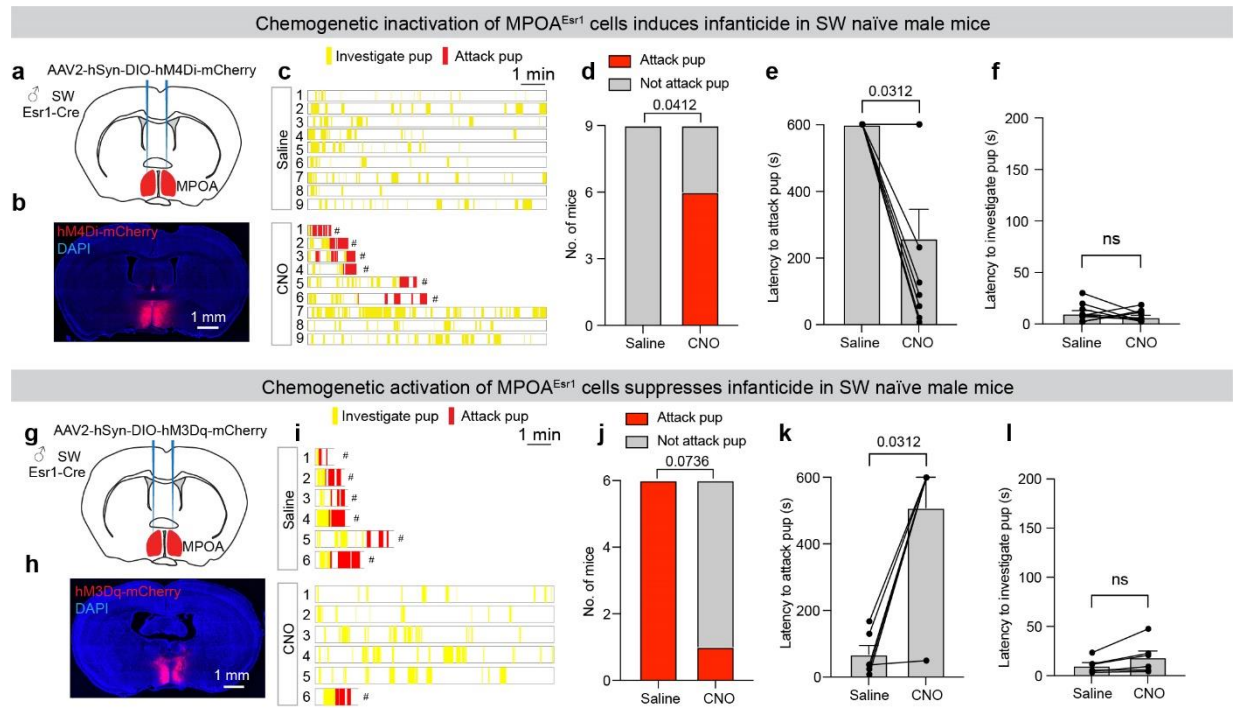 Chemogenetic inactivation of MPOAᴱˢʳ¹ cells induces infanticide in SW naïve male mice
a
AAV2-hSyn-DIO-hM4Di-mCherry
♂ SW
Esr1-Cre
MPOA
b
hM4Di-mCherry
DAPI
1 mm
c
Investigate pup
Attack pup
1 min
Saline
1
2
3
4
5
6
7
8
9
CNO
1 #
2 #
3 #
4 #
5 #
6 #
7
8
9
d
Attack pup
Not attack pup
0.0412
No. of mice
9
6
3
0
Saline CNO
e
0.0312
Latency to attack pup (s)
600
400
200
0
Saline
CNO
f
Latency to investigate pup (s)
200
150
100
50
0
ns
Saline
CNO
Chemogenetic activation of MPOAᴱˢʳ¹ cells suppresses infanticide in SW naïve male mice
g
AAV2-hSyn-DIO-hM3Dq-mCherry
♂ SW
Esr1-Cre
MPOA
h
hM3Dq-mCherry
DAPI
1 mm
i
Investigate pup
Attack pup
1 min
Saline
1 #
2 #
3 #
4 #
5 #
6 #
CNO
1
2
3
4
5
6 #
j
Attack pup
Not attack pup
0.0736
No. of mice
6
4
2
0
Saline CNO
k
0.0312
Latency to attack pup (s)
600
400
200
0
Saline CNO
l
Latency to investigate pup (s)
200
150
100
50
0
ns
Saline CNO